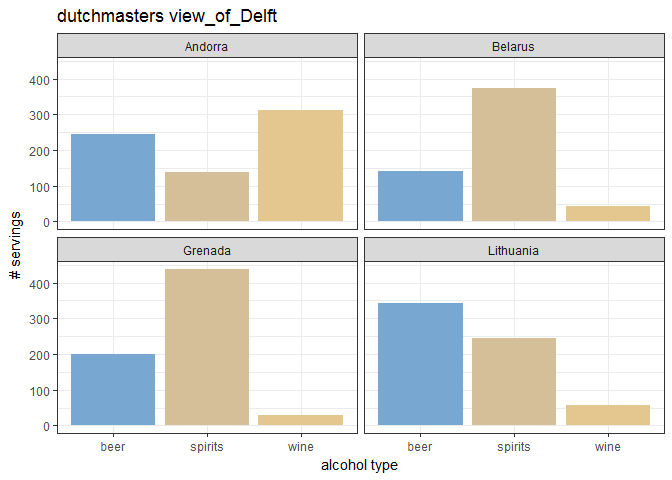 dutchmasters view_of_Delft
Andorra
Belarus
400
300
200
100
0
Grenada
Lithuania
400
300
200
100
0
# servings
beer
spirits
wine
beer
spirits
wine
alcohol type